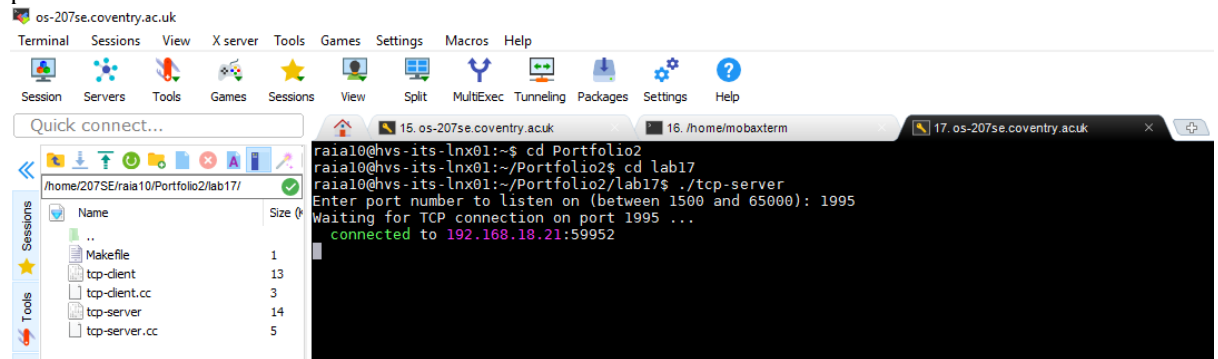 os-207se.coventry.ac.uk
Terminal Sessions View X server Tools Games Settings Macros Help
Session Servers Tools Games Sessions View Split MultiExec Tunneling Packages Settings Help
Quick connect...
15. os-207se.coventry.ac.uk
16. /home/mobaxterm
17. os-207se.coventry.ac.uk
/home/207SE/raia10/Portfolio2/lab17/
Name Size
..
Makefile 1
tcp-client 13
tcp-client.cc 3
tcp-server 14
tcp-server.cc 5
Sessions
Tools
raia10@hvs-its-lnx01:~$ cd Portfolio2
raia10@hvs-its-lnx01:~/Portfolio2$ cd lab17
raia10@hvs-its-lnx01:~/Portfolio2/lab17$ ./tcp-server
Enter port number to listen on (between 1500 and 65000): 1995
Waiting for TCP connection on port 1995 ...
connected to 192.168.18.21:59952